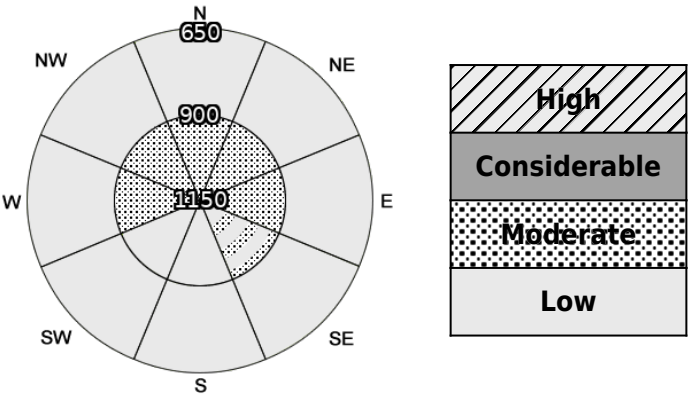 N
650
NW
NE
900
High
Considerable
W
1150
E
Moderate
Low
SW
SE
S